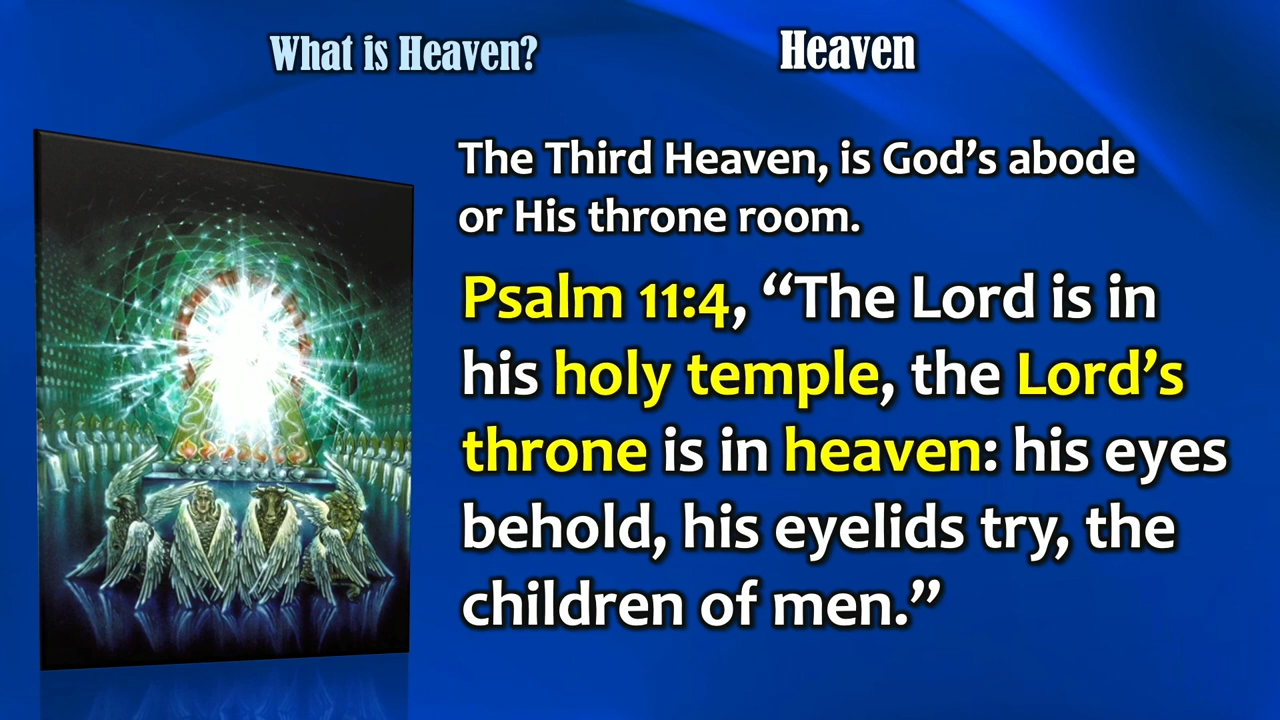 What is Heaven?
Heaven
The Third Heaven, is God’s abode
or His throne room.
Psalm 11:4, “The Lord is in
his holy temple, the Lord’s
throne is in heaven: his eyes
behold, his eyelids try, the
children of men.”